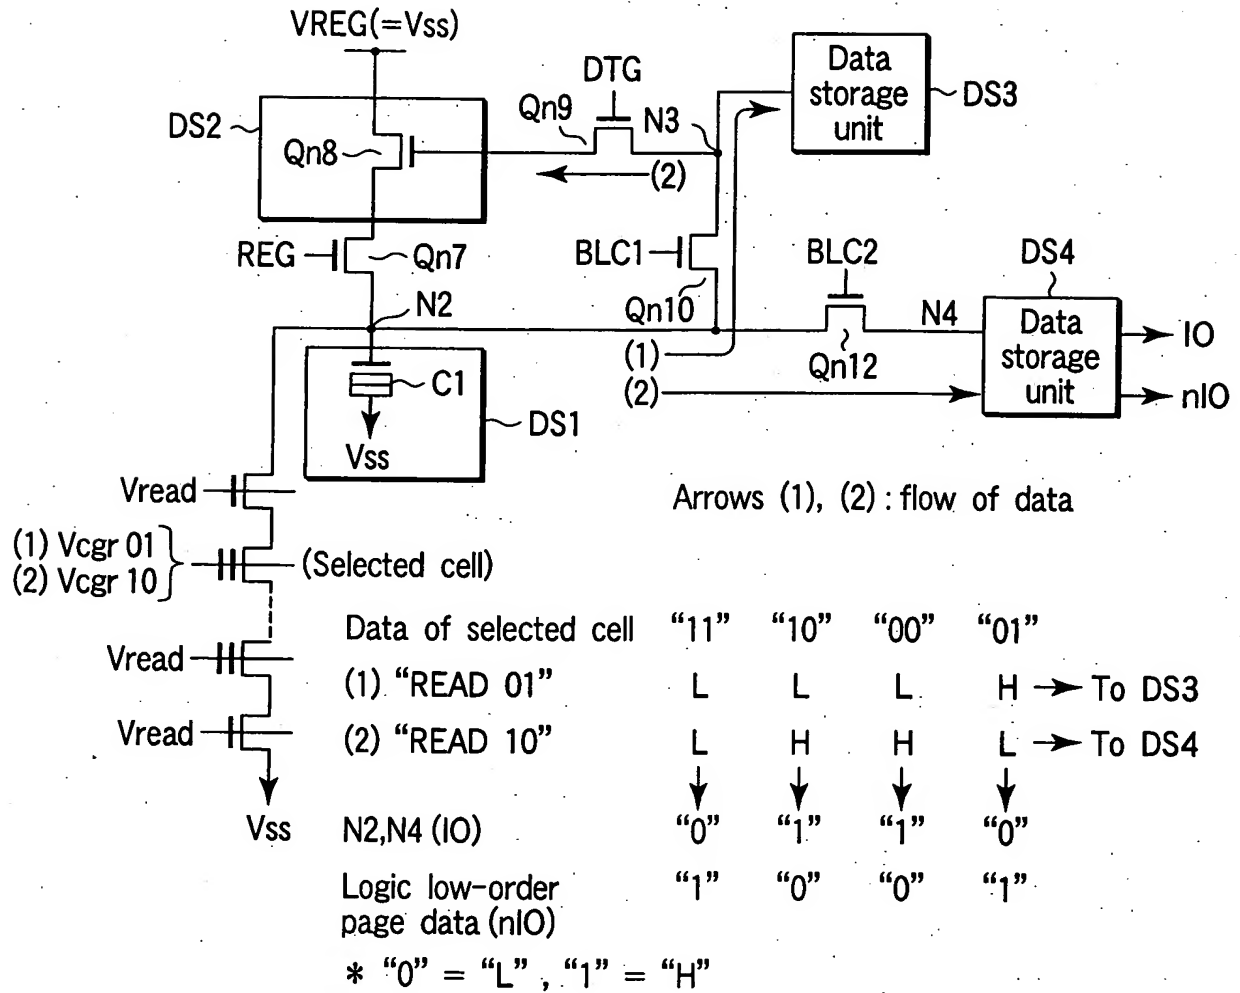 VREG(=Vss)
DTG
Data storage unit
DS3
DS2
Qn9
N3
Qn8
(2)
REG
Qn7
BLC1
BLC2
DS4
N2
Qn10
N4
Data storage unit
IO
(1)
Qn12
C1
(2)
nIO
DS1
Vss
Vread
Arrows (1), (2) : flow of data
(1) Vcgr 01
(2) Vcgr 10
(Selected cell)
Data of selected cell "11" "10" "00" "01"
Vread
(1) "READ 01" L L L H To DS3
Vread
(2) "READ 10" L H H L To DS4
Vss
N2,N4 (IO) "0" "1" "1" "0"
Logic low-order "1" "0" "0" "1"
page data (nIO)
* "0" = "L" , "1" = "H"